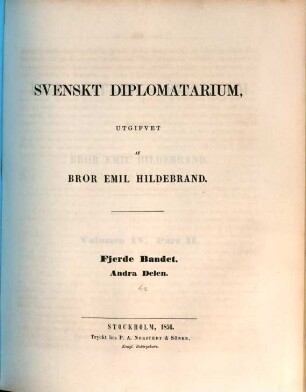 SVENSKT DIPLOMATARIUM,
UTGIFVET
AF
BROR EMIL HILDEBRAND.
Fjerde Bandet.
Andra Delen.
STOCKHOLM, 1856.
Tryckt hos P. A. NORSTEDT & SÖNER,
Kongl. Boktryckare.